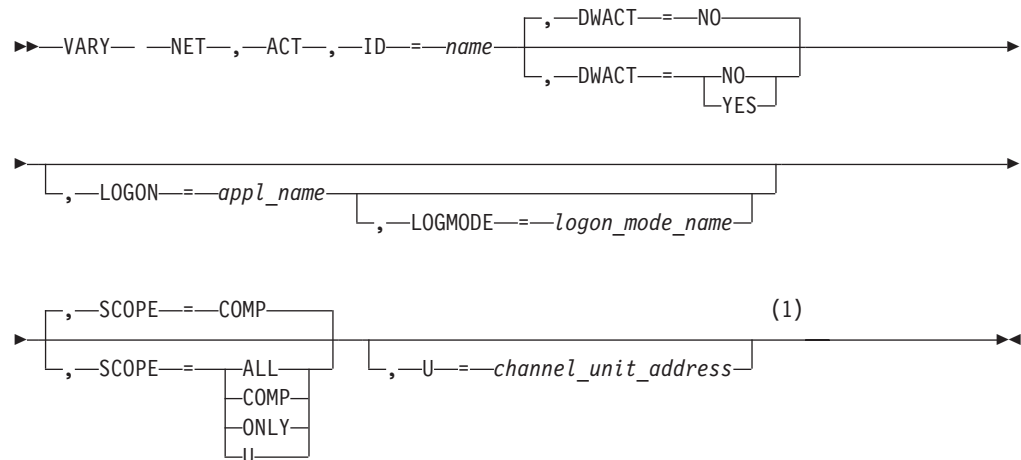 , DWACT = NO
VARY NET , ACT , ID = name
, DWACT = NO
YES
, LOGON = appl_name
, LOGMODE = logon_mode_name
, SCOPE = COMP
(1)
, SCOPE = ALL
, U = channel_unit_address
COMP
ONLY
U